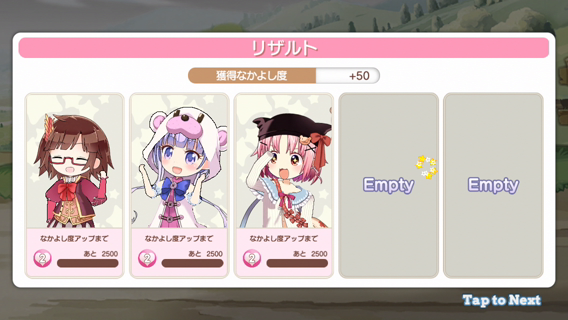 リザルト
獲得なかよし度 +50
なかよし度アップまで
2 あと 2500
なかよし度アップまで
2 あと 2500
なかよし度アップまで
2 あと 2500
Empty
Empty
Tap to Next